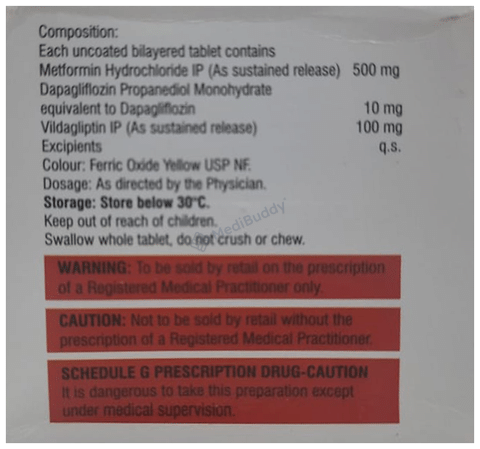 Composition:
Each uncoated bilayered tablet contains
Metformin Hydrochloride IP (As sustained release) 500 mg
Dapagliflozin Propanediol Monohydrate
equivalent to Dapagliflozin 10 mg
Vildagliptin IP (As sustained release) 100 mg
Excipients q.s.
Colour: Ferric Oxide Yellow USP NF.
Dosage: As directed by the Physician.
Storage: Store below 30°C.
Keep out of reach of children.
Swallow whole tablet, do not crush or chew.
MediBuddy
WARNING: To be sold by retail on the prescription
of a Registered Medical Practitioner only.
CAUTION: Not to be sold by retail without the
prescription of a Registered Medical Practitioner.
SCHEDULE G PRESCRIPTION DRUG-CAUTION
It is dangerous to take this preparation except
under medical supervision.